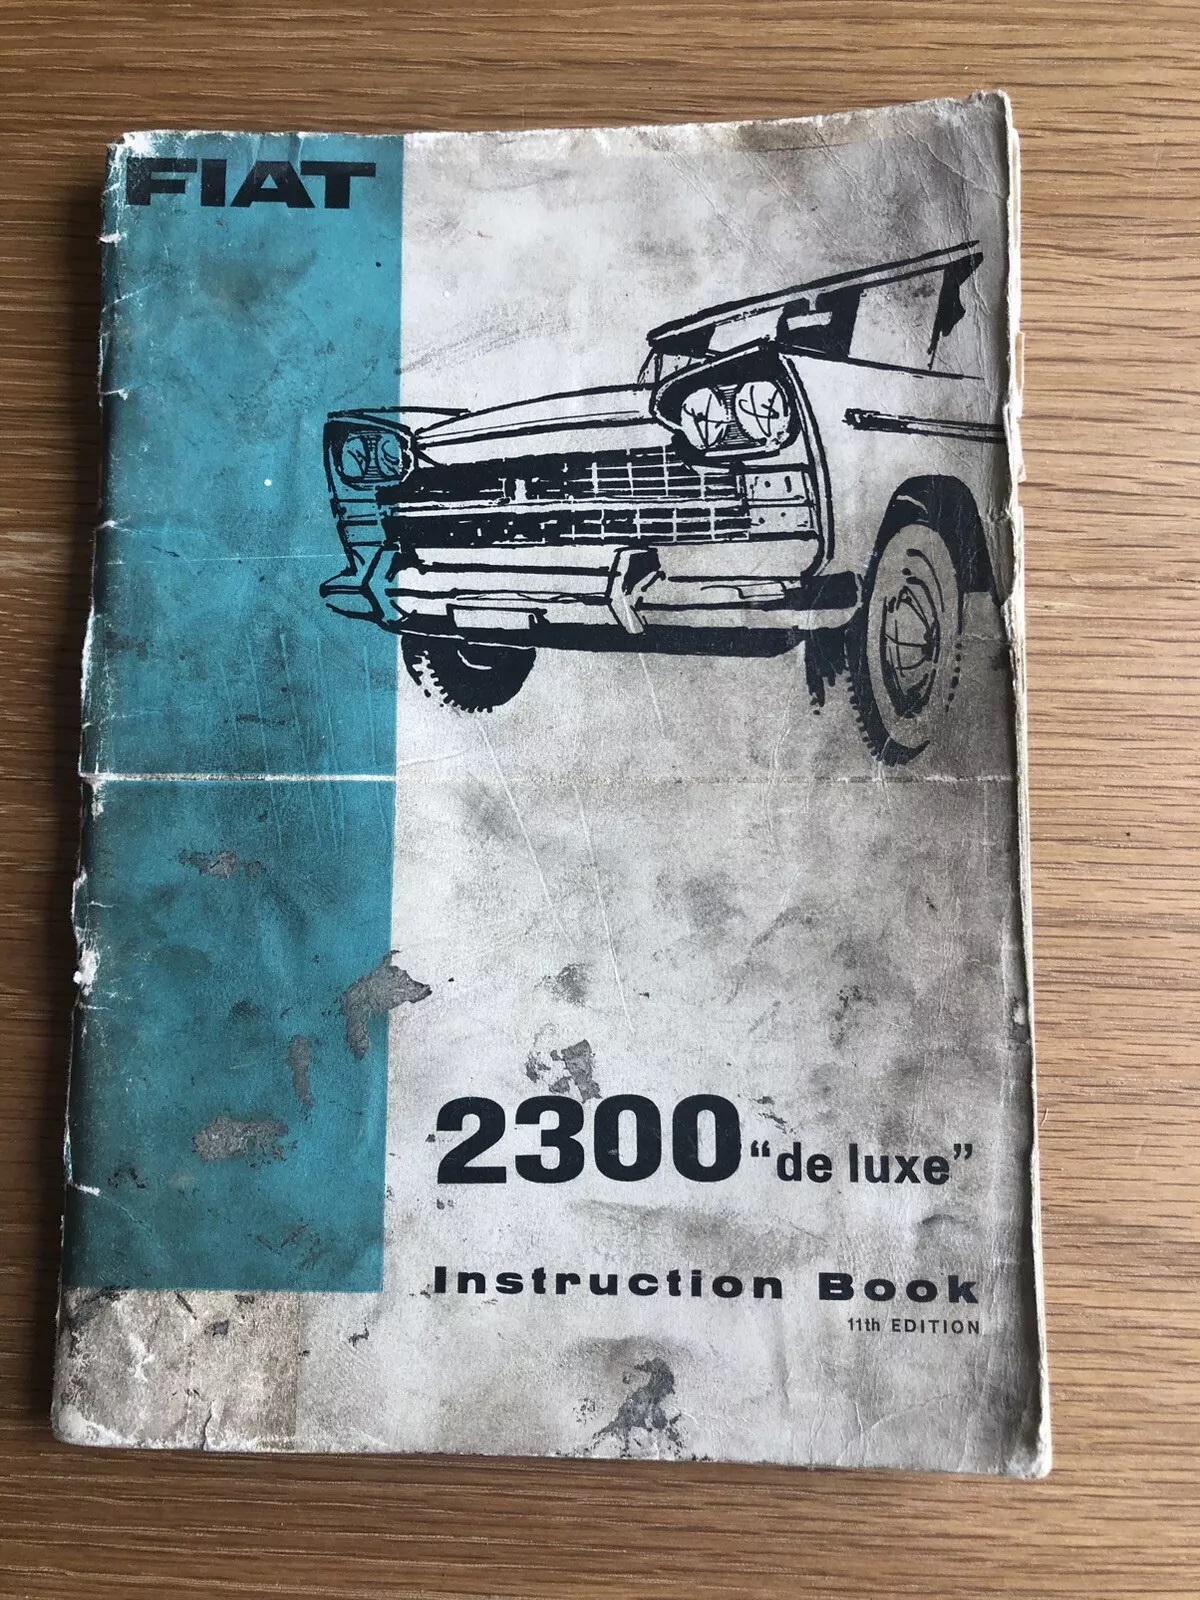 FIAT
2300 “de luxe”
Instruction Book
11th EDITION